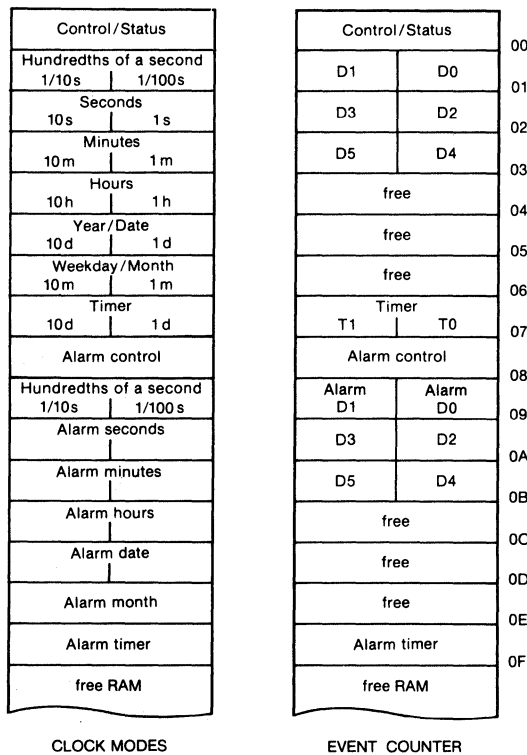 Control/Status
Hundredths of a second
1/10s 1/100s
Seconds
10s 1s
Minutes
10m 1m
Hours
10h 1h
Year/Date
10d 1d
Weekday/Month
10m 1m
Timer
10d 1d
Alarm control
Hundredths of a second
1/10s 1/100s
Alarm seconds
Alarm minutes
Alarm hours
Alarm date
Alarm month
Alarm timer
free RAM
CLOCK MODES
Control/Status
00
D1 D0
01
D3 D2
02
D5 D4
03
free
04
free
05
free
06
Timer
T1 T0
07
Alarm control
08
Alarm Alarm
D1 D0
09
D3 D2
0A
D5 D4
0B
free
0C
free
0D
free
0E
Alarm timer
0F
free RAM
EVENT COUNTER